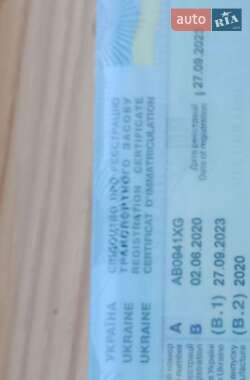 auto RIA
УКРАЇНА
UKRAINE
UKRAINE
СВІДОЦТВО ПРО РЕЄСТРАЦІЮ
ТРАНСПОРТНОГО ЗАСОБУ
REGISTRATION CERTIFICATE
CERTIFICAT D'IMMATRICULATION
A AB0941XG
Дата реєстрації
Date of registration
27.09.2023
B 02.06.2020
(B.1) 27.09.2023
(B.2) 2020